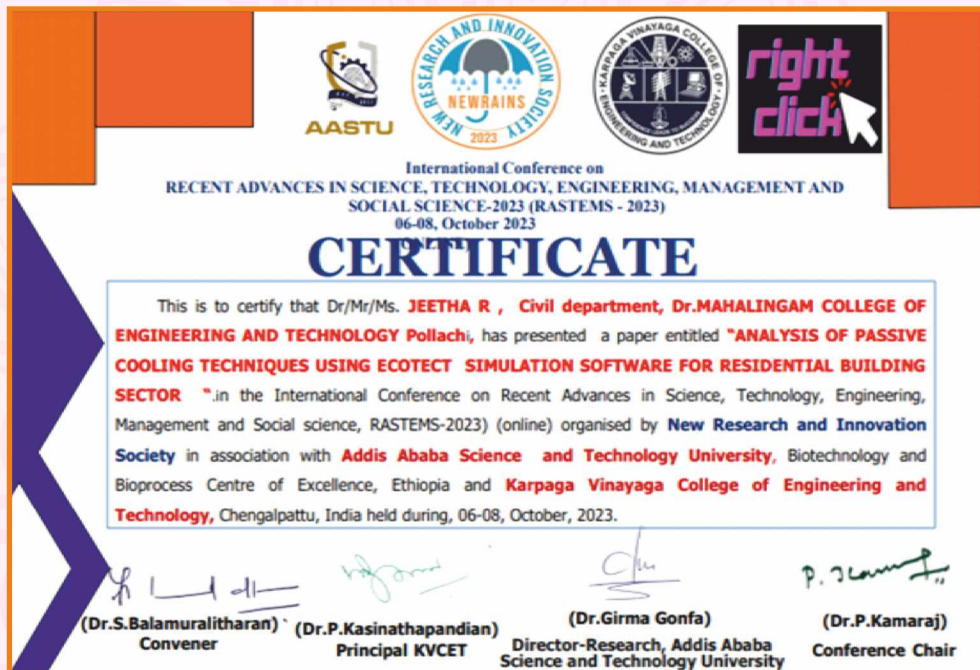 AASTU
NEW RESEARCH AND INNOVATION SOCIETY
NEWRAINS
2023
KARPAGA VINAYAGA COLLEGE OF ENGINEERING AND TECHNOLOGY
right
click
International Conference on
RECENT ADVANCES IN SCIENCE, TECHNOLOGY, ENGINEERING, MANAGEMENT AND
SOCIAL SCIENCE-2023 (RASTEMS - 2023)
06-08, October 2023
CERTIFICATE
This is to certify that Dr/Mr/Ms. JEETHA R , Civil department, Dr.MAHALINGAM COLLEGE OF
ENGINEERING AND TECHNOLOGY Pollachi, has presented a paper entitled "ANALYSIS OF PASSIVE
COOLING TECHNIQUES USING ECOTECT SIMULATION SOFTWARE FOR RESIDENTIAL BUILDING
SECTOR ".in the International Conference on Recent Advances in Science, Technology, Engineering,
Management and Social science, RASTEMS-2023) (online) organised by New Research and Innovation
Society in association with Addis Ababa Science and Technology University, Biotechnology and
Bioprocess Centre of Excellence, Ethiopia and Karpaga Vinayaga College of Engineering and
Technology, Chengalpattu, India held during, 06-08, October, 2023.
P. Kamaraj
(Dr.S.Balamuralitharan)
Convener
(Dr.P.Kasinathapandian)
Principal KVCET
(Dr.Girma Gonfa)
Director-Research, Addis Ababa
Science and Technology University
(Dr.P.Kamaraj)
Conference Chair